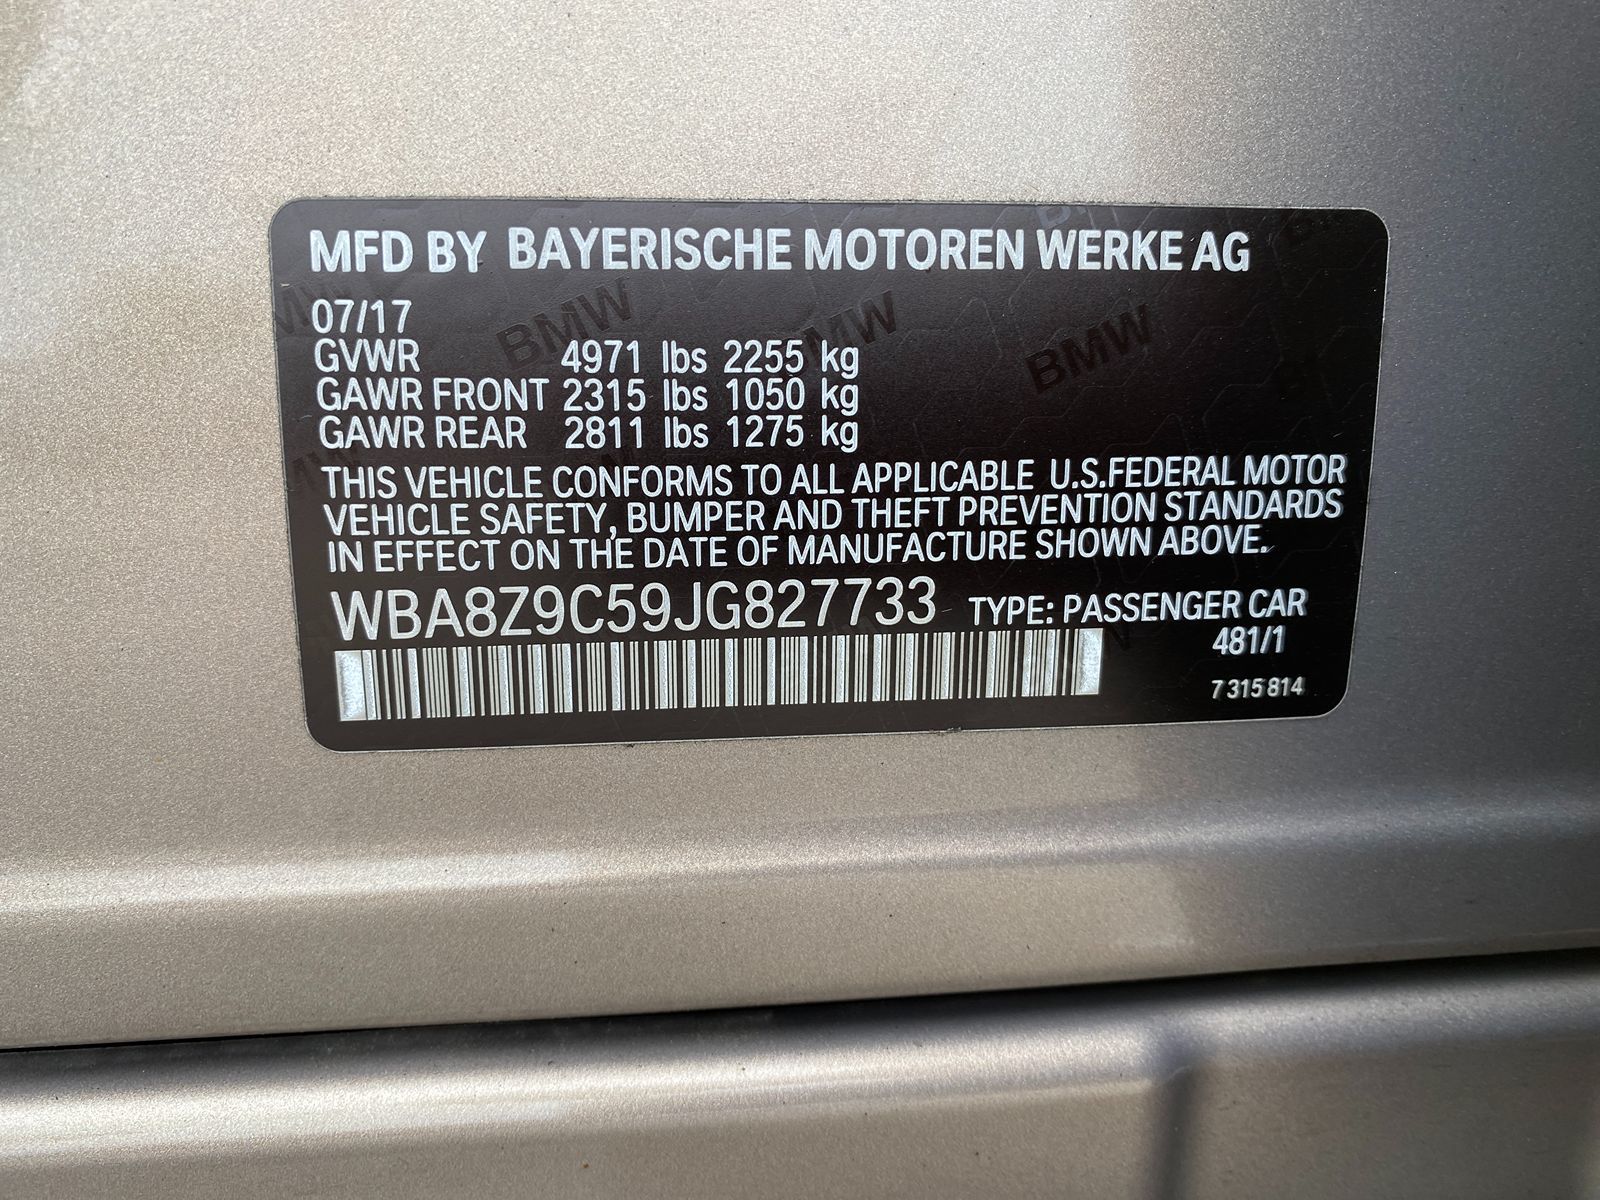 MFD BY BAYERISCHE MOTOREN WERKE AG
07/17
GVWR 4971 lbs 2255 kg
GAWR FRONT 2315 lbs 1050 kg
GAWR REAR 2811 lbs 1275 kg
THIS VEHICLE CONFORMS TO ALL APPLICABLE U.S.FEDERAL MOTOR
VEHICLE SAFETY, BUMPER AND THEFT PREVENTION STANDARDS
IN EFFECT ON THE DATE OF MANUFACTURE SHOWN ABOVE.
WBA8Z9C59JG827733 TYPE: PASSENGER CAR
481/1
7 315 814
BMW
BMW
BMW